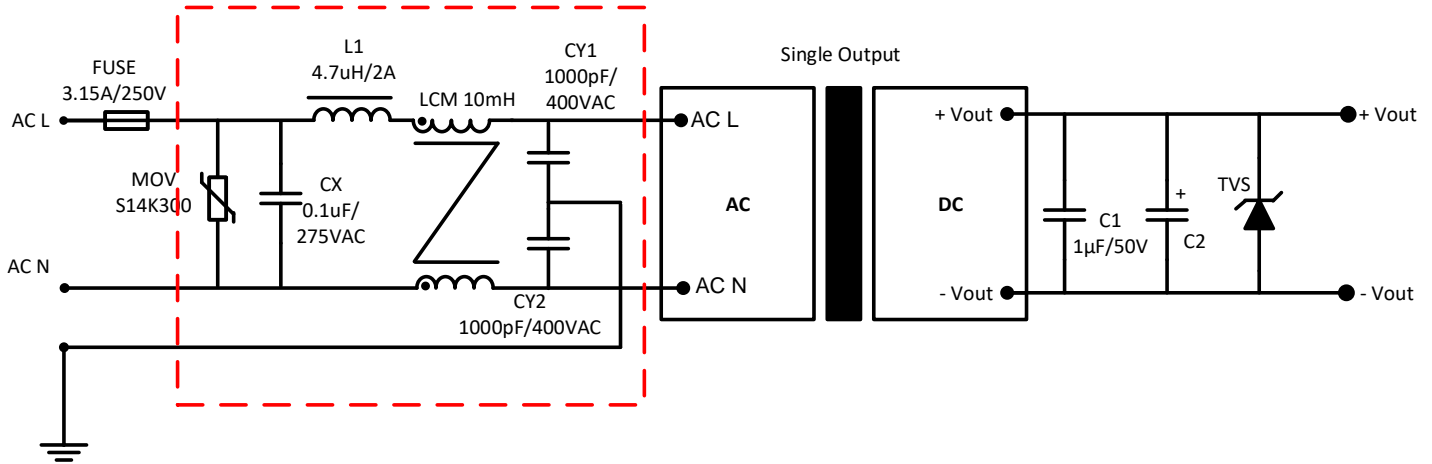 FUSE
3.15A/250V
AC L
MOV
S14K300
CX
0.1uF/
275VAC
L1
4.7uH/2A
LCM 10mH
CY1
1000pF/
400VAC
CY2
1000pF/400VAC
AC N
AC L
AC N
AC
Single Output
DC
+ Vout
- Vout
C1
1µF/50V
+
C2
TVS
+ Vout
- Vout